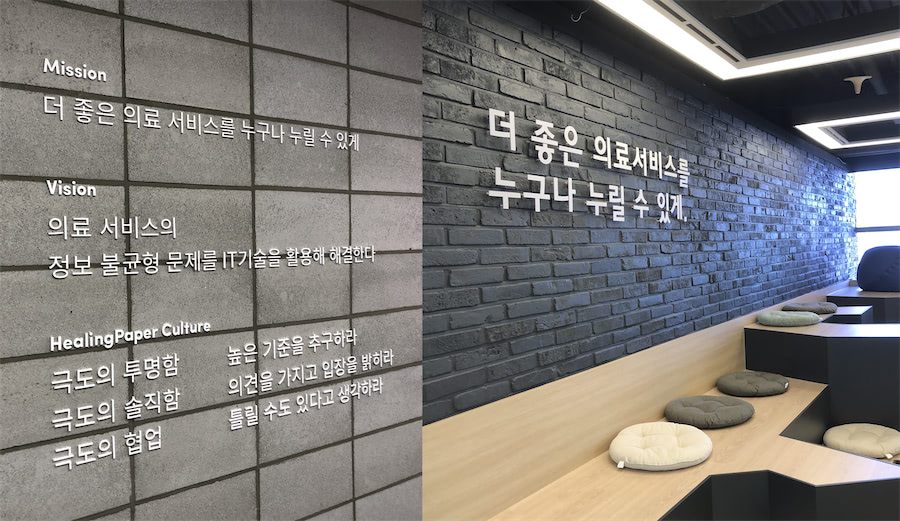 Mission
더 좋은 의료 서비스를 누구나 누릴 수 있게
Vision
의료 서비스의
정보 불균형 문제를 IT기술을 활용해 해결한다
HealingPaper Culture
극도의 투명함
극도의 솔직함
극도의 협업
높은 기준을 추구하라
의견을 가지고 입장을 밝히라
틀릴 수도 있다고 생각하라
더 좋은 의료서비스를
누구나 누릴 수 있게.